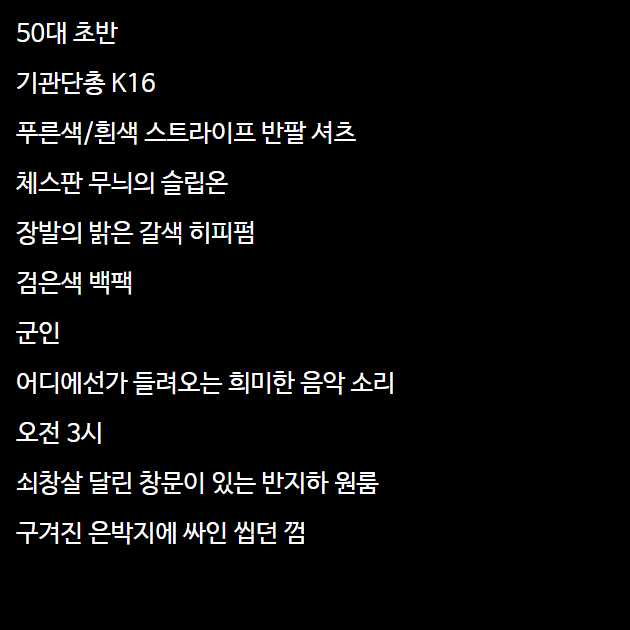 50대 초반
기관단총 K16
푸른색/흰색 스트라이프 반팔 셔츠
체스판 무늬의 슬립온
장발의 밝은 갈색 히피펌
검은색 백팩
군인
어디에선가 들려오는 희미한 음악 소리
오전 3시
쇠창살 달린 창문이 있는 반지하 원룸
구겨진 은박지에 싸인 씹던 껌